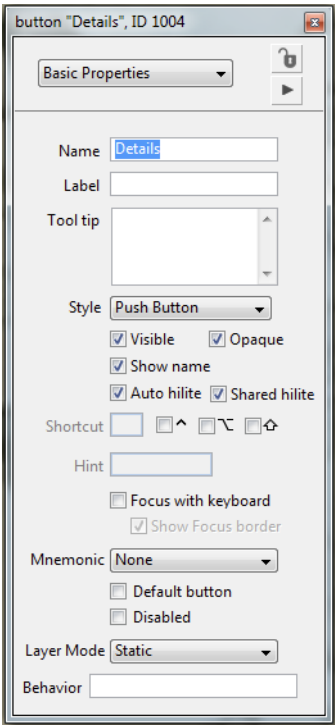 button "Details", ID 1004
Basic Properties
Name Details
Label
Tool tip
Style Push Button
Visible Opaque
Show name
Auto hilite Shared hilite
Shortcut ^ ⌥ ⇧
Hint
Focus with keyboard
Show Focus border
Mnemonic None
Default button
Disabled
Layer Mode Static
Behavior